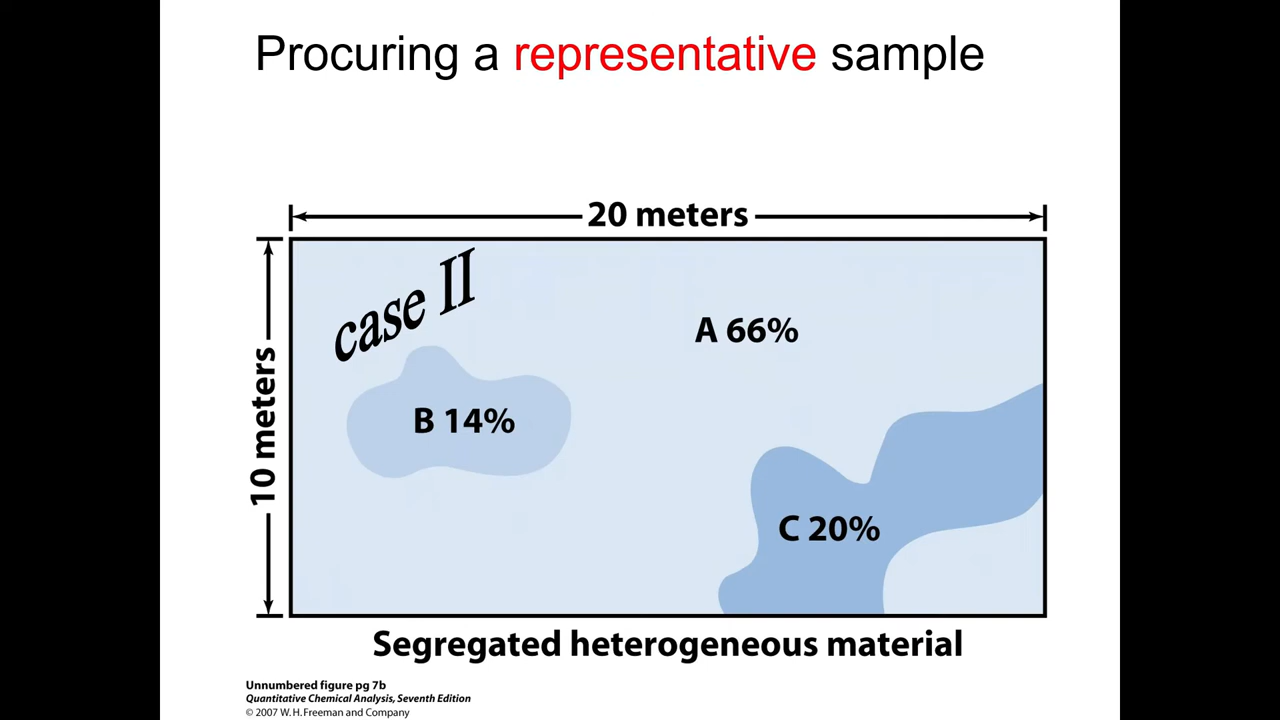 Procuring a representative sample
20 meters
10 meters
case II
A 66%
B 14%
C 20%
Segregated heterogeneous material
Unnumbered figure pg 7b
Quantitative Chemical Analysis, Seventh Edition
© 2007 W. H. Freeman and Company